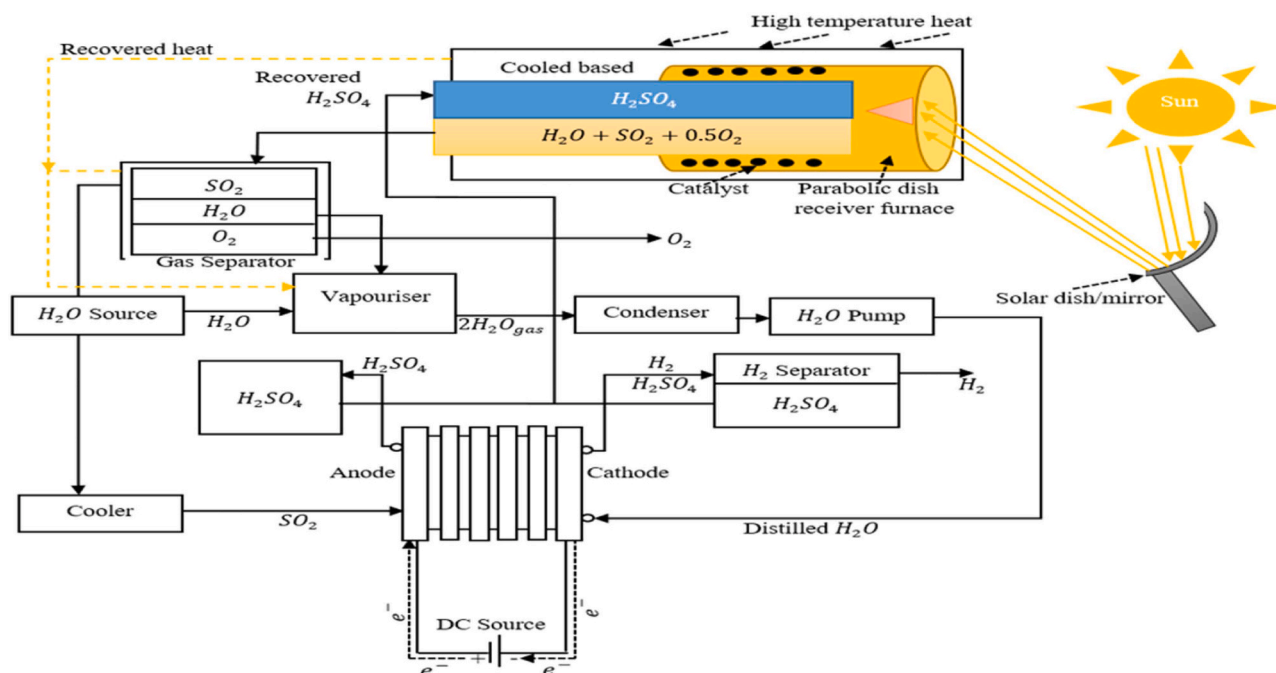 High temperature heat
Recovered heat
Recovered
H₂SO₄
Cooled based
H₂SO₄
H₂O + SO₂ + 0.5O₂
Sun
Catalyst
Parabolic dish
receiver furnace
SO₂
H₂O
O₂
Gas Separator
O₂
Solar dish/mirror
H₂O Source
H₂O
Vapouriser
2H₂O gas
Condenser
H₂O Pump
H₂SO₄
H₂SO₄
H₂
H₂SO₄
H₂ Separator
H₂SO₄
H₂
Anode
Cathode
Cooler
SO₂
Distilled H₂O
e⁻
e⁻
DC Source
+ -
e⁻
e⁻